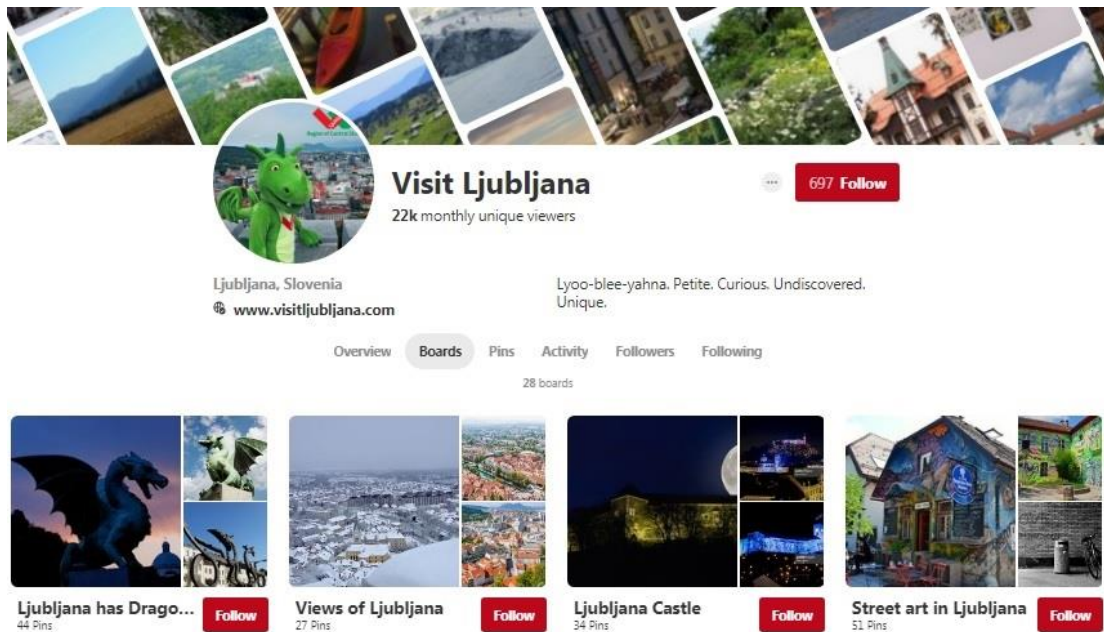 Visit Ljubljana
697 Follow
22k monthly unique viewers
Ljubljana, Slovenia
www.visitljubljana.com
Lyoo-blee-yahna. Petite. Curious. Undiscovered.
Unique.
Overview Boards Pins Activity Followers Following
28 boards
Ljubljana has Drago...
44 Pins
Follow
Views of Ljubljana
27 Pins
Follow
Ljubljana Castle
34 Pins
Follow
Street art in Ljubljana
51 Pins
Follow